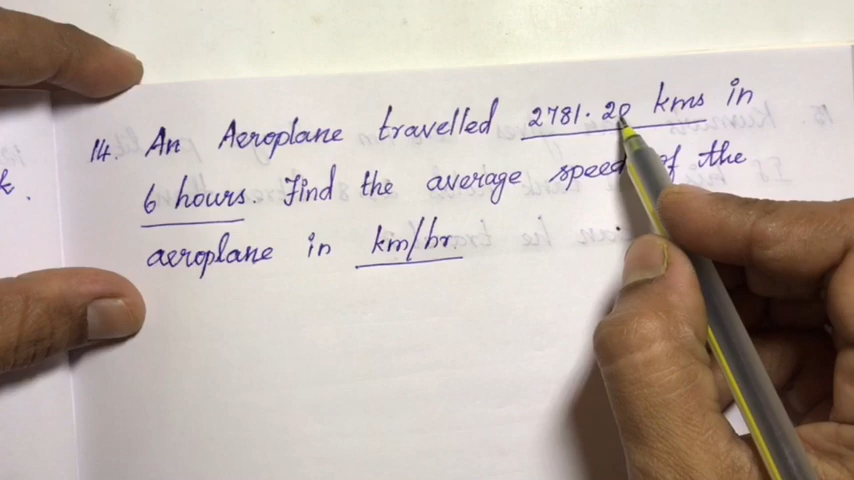 14. An Aeroplane travelled 2781.20 kms in
6 hours. Find the average speed of the
aeroplane in km/hr.
k.